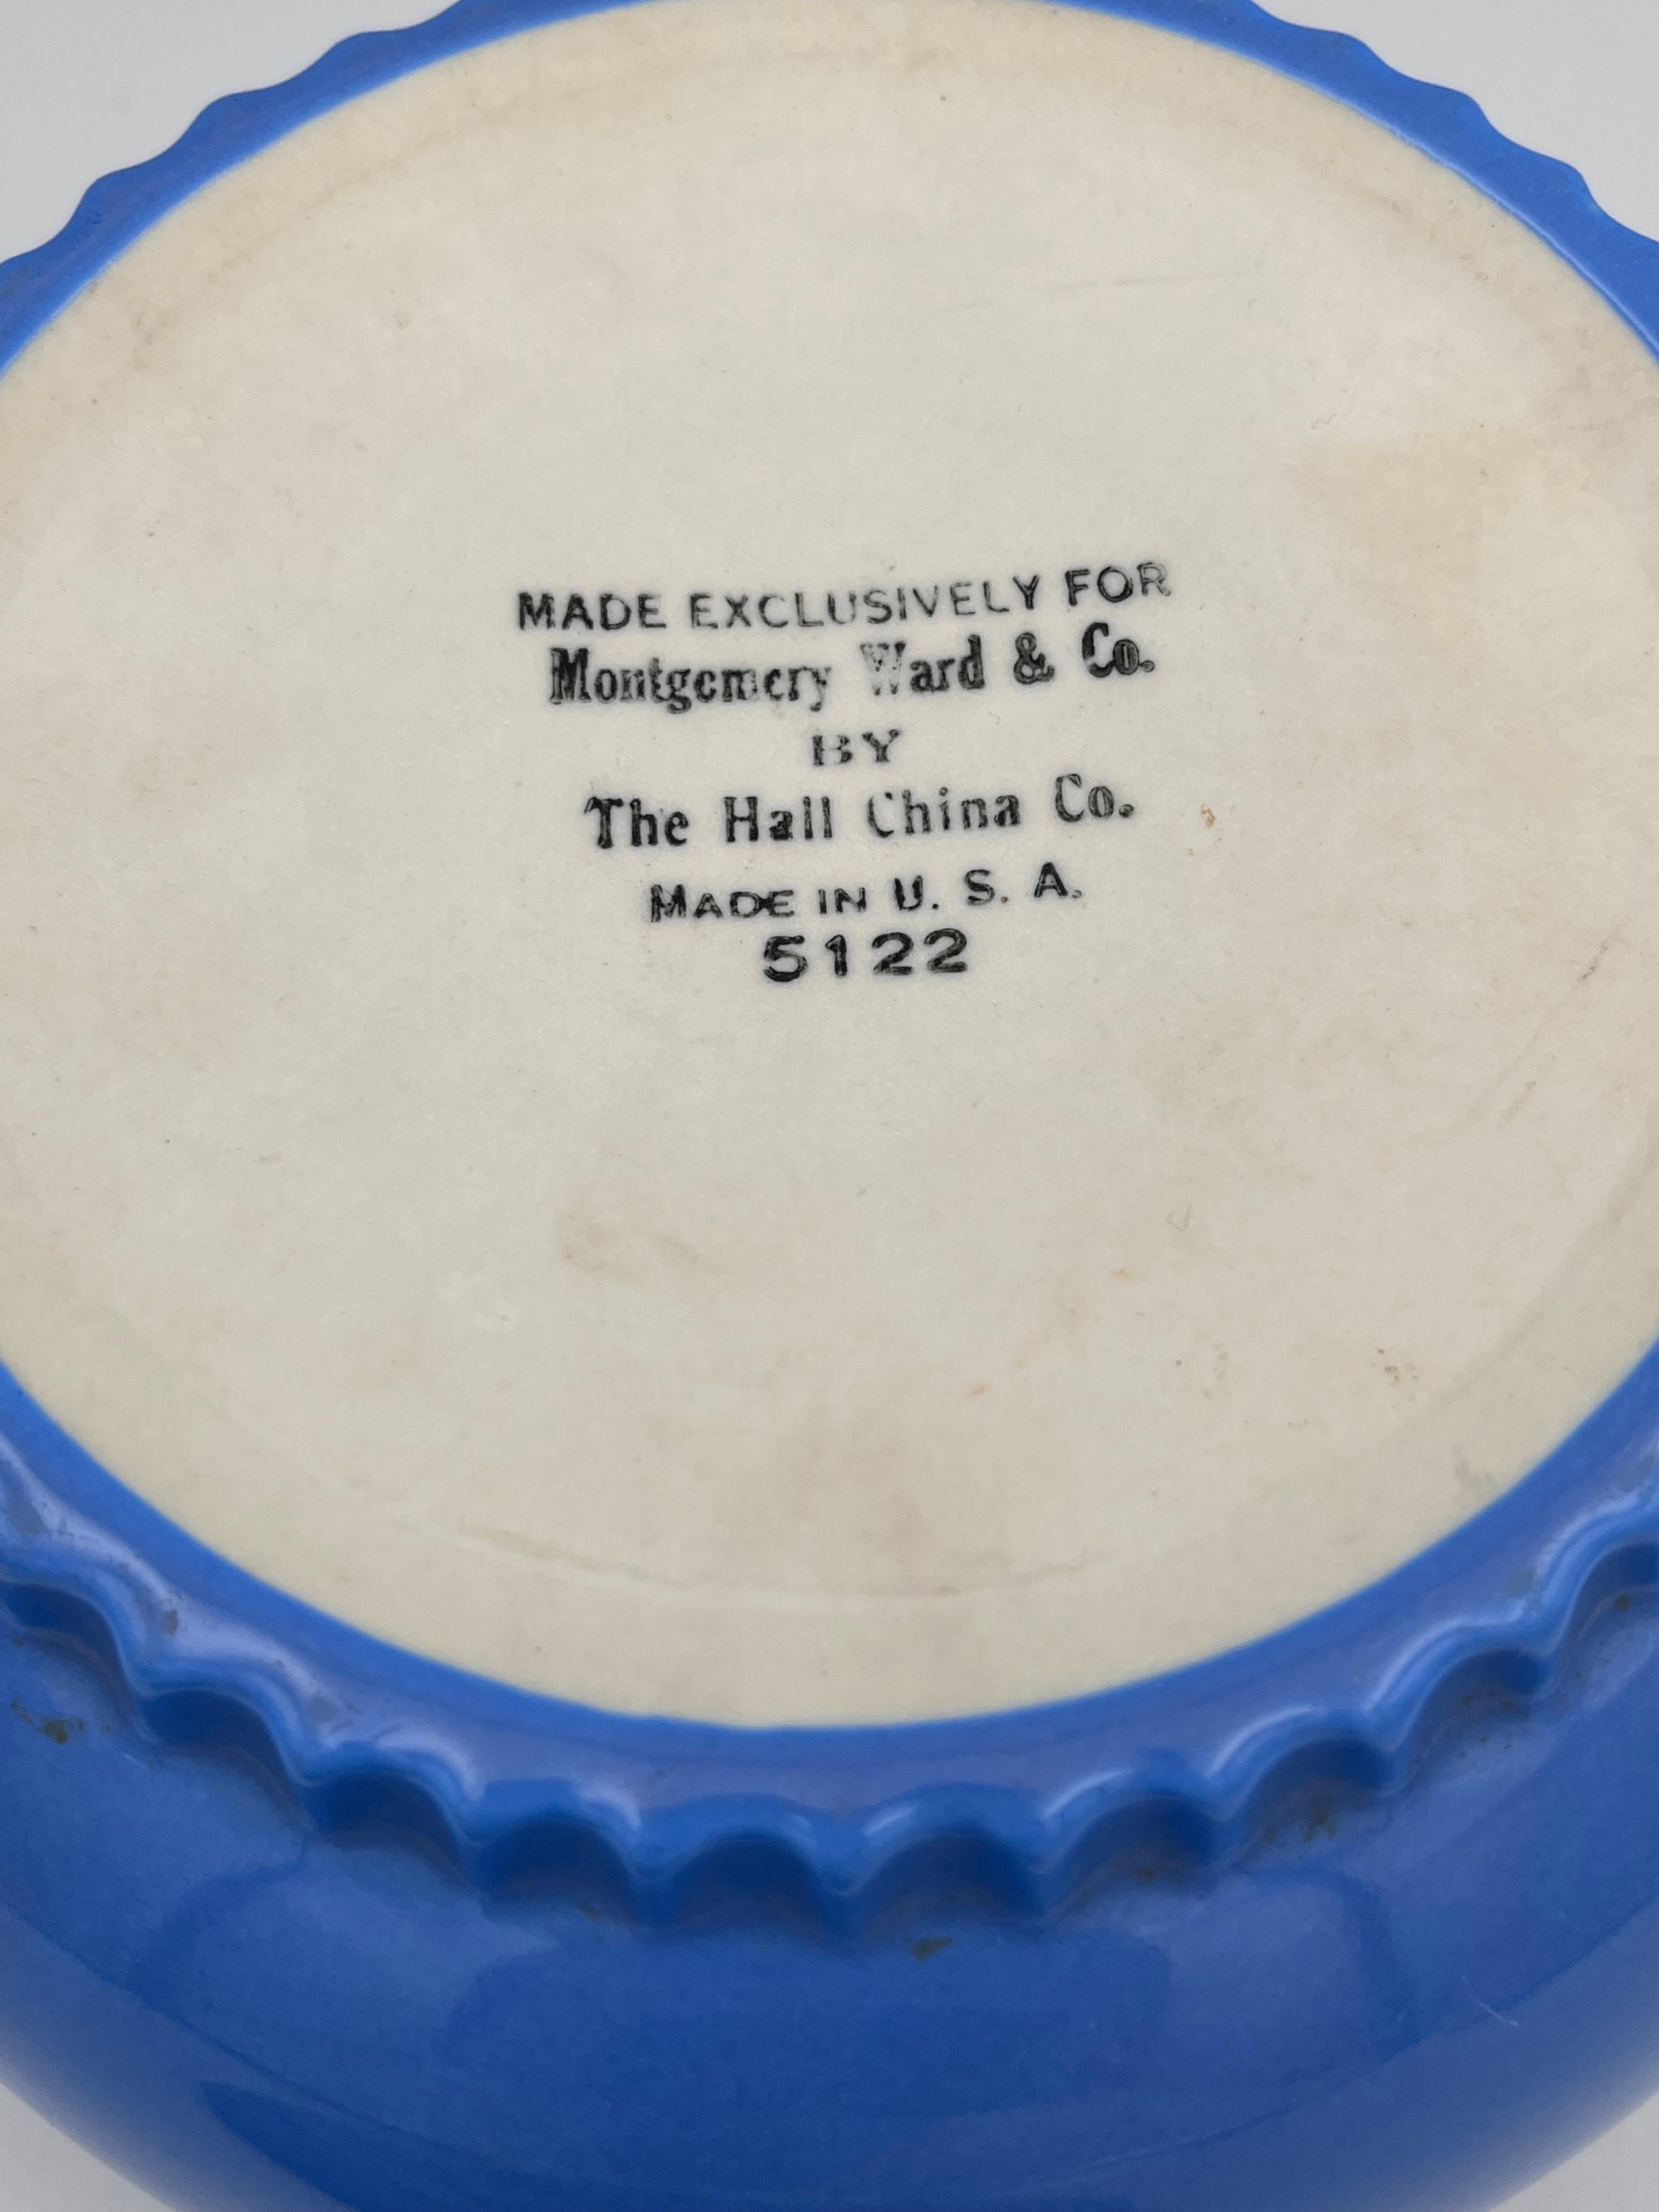 MADE EXCLUSIVELY FOR
Montgomery Ward & Co.
BY
The Hall China Co.
MADE IN U. S. A.
5122